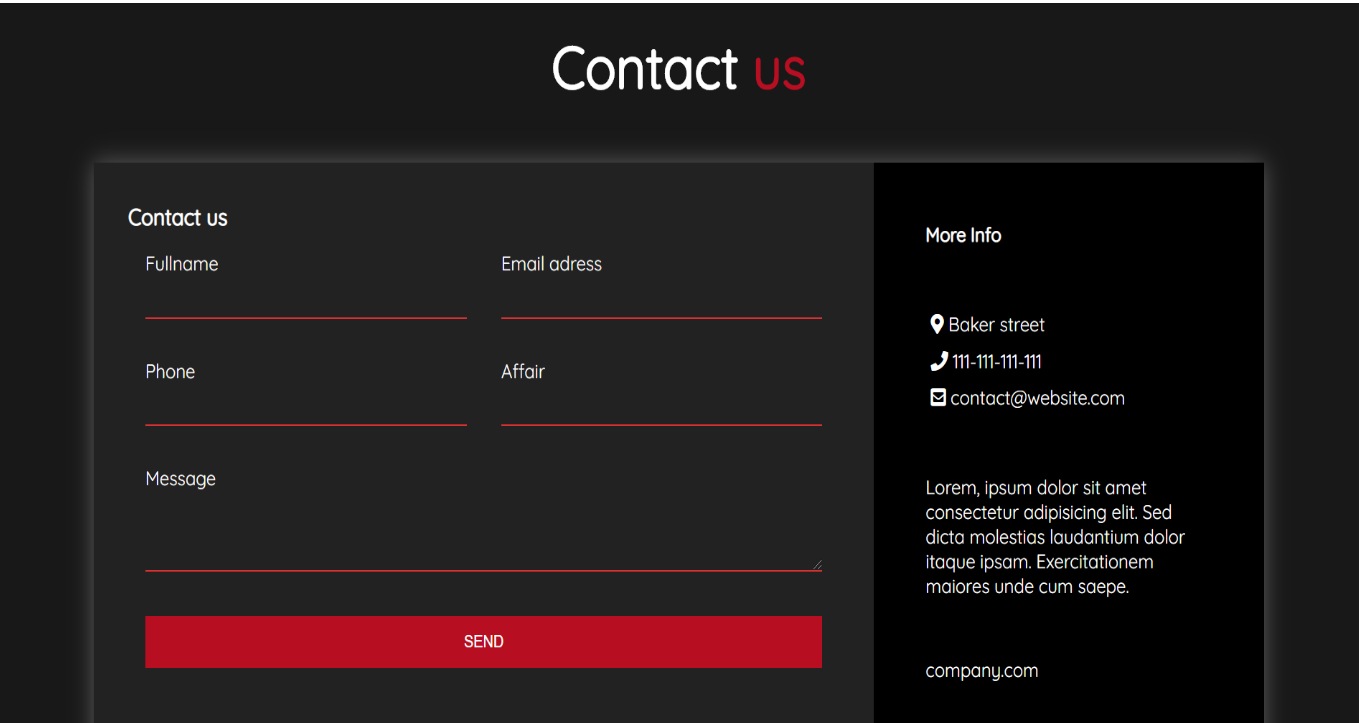 Contact us
Contact us
Fullname
Email adress
Phone
Affair
Message
SEND
More Info
Baker street
111-111-111-111
contact@website.com
Lorem, ipsum dolor sit amet
consectetur adipisicing elit. Sed
dicta molestias laudantium dolor
itaque ipsam. Exercitationem
maiores unde cum saepe.
company.com